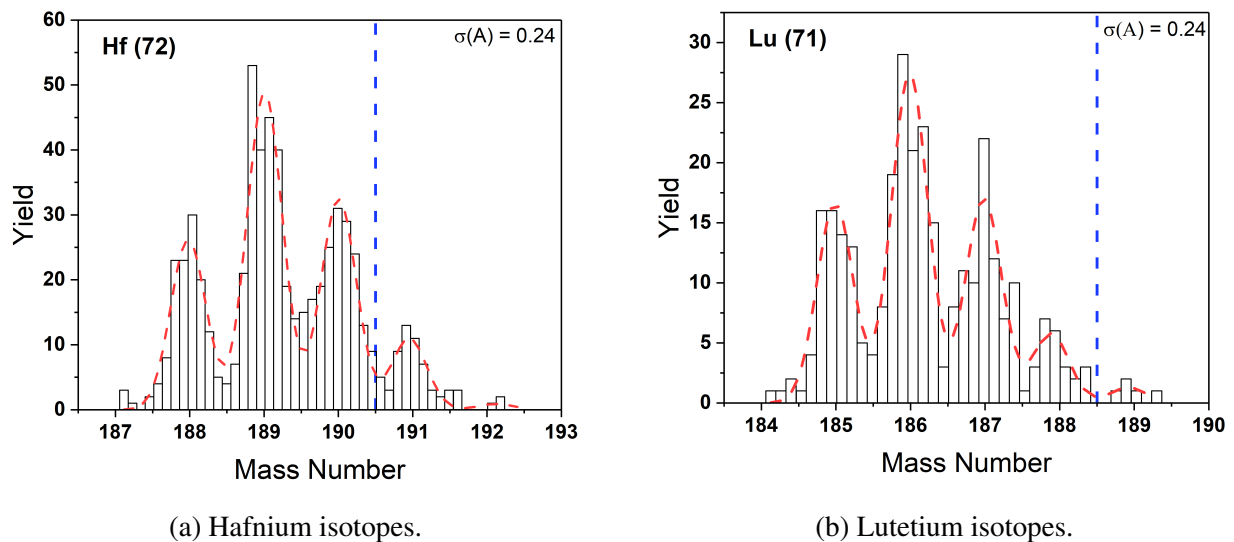 Hf (72)
σ(A) = 0.24
60
50
40
30
20
10
0
Yield
187 188 189 190 191 192 193
Mass Number
(a) Hafnium isotopes.
Lu (71)
σ(A) = 0.24
30
25
20
15
10
5
0
Yield
184 185 186 187 188 189 190
Mass Number
(b) Lutetium isotopes.